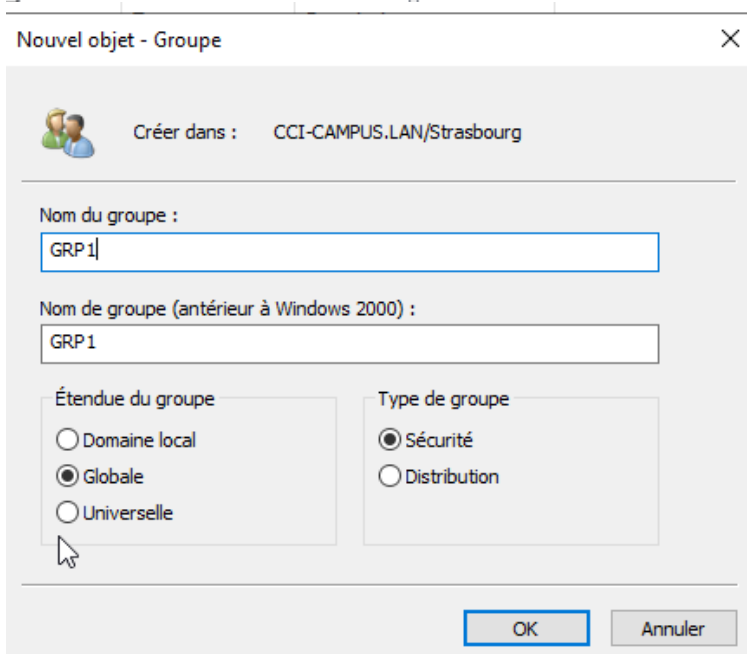 Nouvel objet - Groupe
Créer dans : CCI-CAMPUS.LAN/Strasbourg
Nom du groupe :
GRP1
Nom de groupe (antérieur à Windows 2000) :
GRP1
Étendue du groupe
Domaine local
Globale
Universelle
Type de groupe
Sécurité
Distribution
OK
Annuler